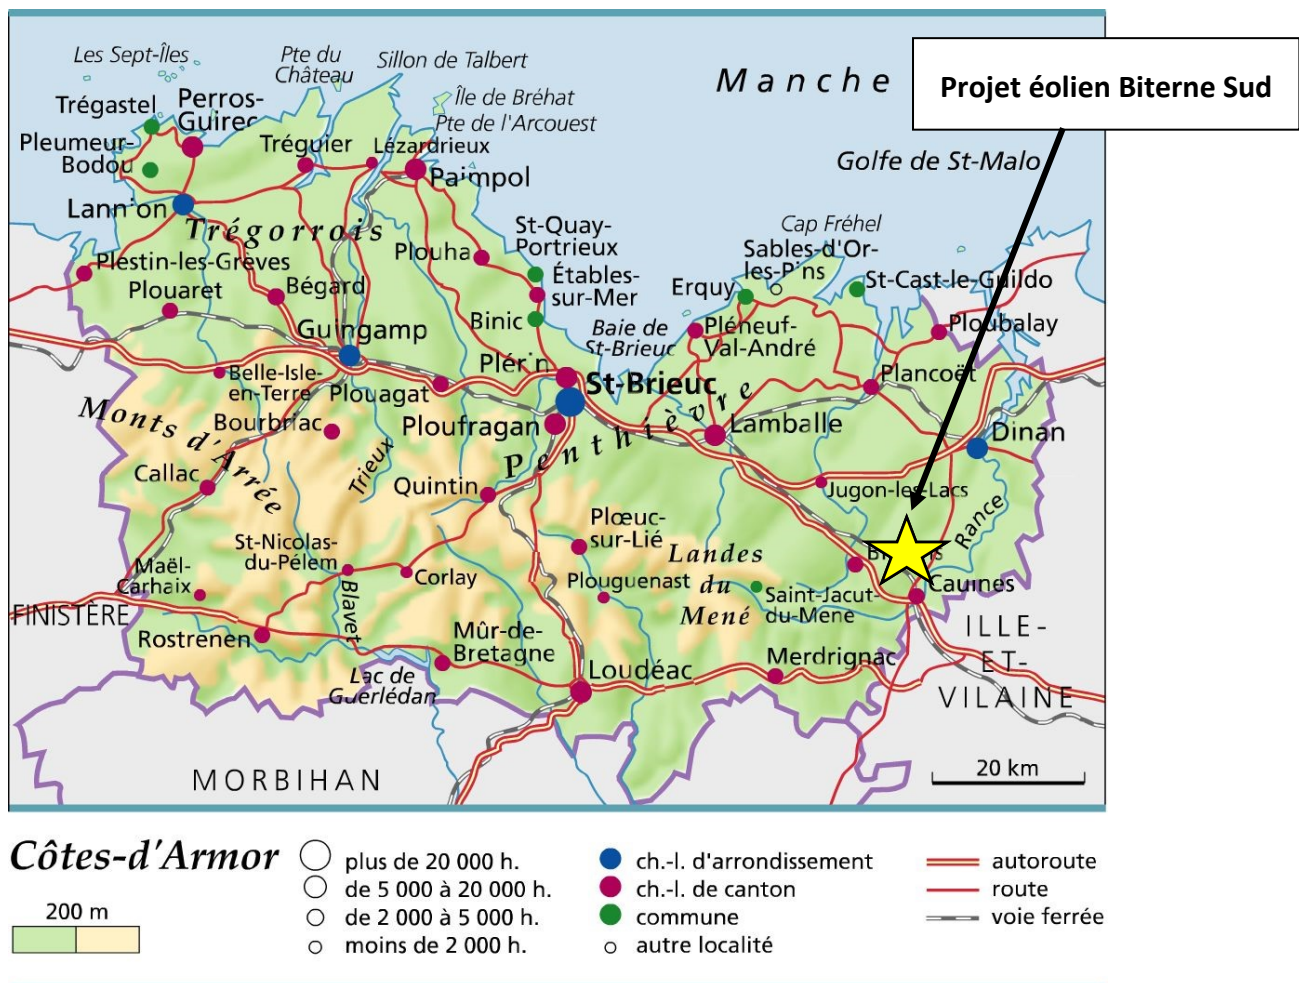 Les Sept-Îles
Pte du
Château
Sillon de Talbert
Manche
Projet éolien Biterne Sud
Trégastel
Perros-
Guirec
Île de Bréhat
Pte de l'Arcouest
Pleumeur-
Bodou
Tréguier
Lézardrieux
Paimpol
Golfe de St-Malo
Lannion
Trégorrois
St-Quay-
Portrieux
Cap Fréhel
Sables-d'Or-
les-Pins
Plouha
Plestin-les-Grèves
Étables-
sur-Mer
Erquy
St-Cast-le-Guildo
Plouaret
Bégard
Binic
Baie de
St-Brieuc
Pléneuf-
Val-André
Ploubalay
Guingamp
Plérin
St-Brieuc
Plancoët
Belle-Isle-
en-Terre
Plouagat
Monts d'Arrée
Bourbriac
Ploufragan
Penthièvre
Lamballe
Dinan
Callac
Trieux
Quintin
Jugon-les-Lacs
Rance
Plœuc-
sur-Lié
St-Nicolas-
du-Pélem
Landes
du
Mené
Maël-
Carhaix
Corlay
Plouguenast
Saint-Jacut-
du-Mené
Caulnes
FINISTÈRE
Blavet
Rostrenen
Mûr-de-
Bretagne
ILLE-
ET-
VILAINE
Lac de
Guerlédan
Loudéac
Merdrignac
MORBIHAN
20 km
Côtes-d'Armor
200 m
plus de 20 000 h.
de 5 000 à 20 000 h.
de 2 000 à 5 000 h.
moins de 2 000 h.
ch.-l. d'arrondissement
ch.-l. de canton
commune
autre localité
autoroute
route
voie ferrée